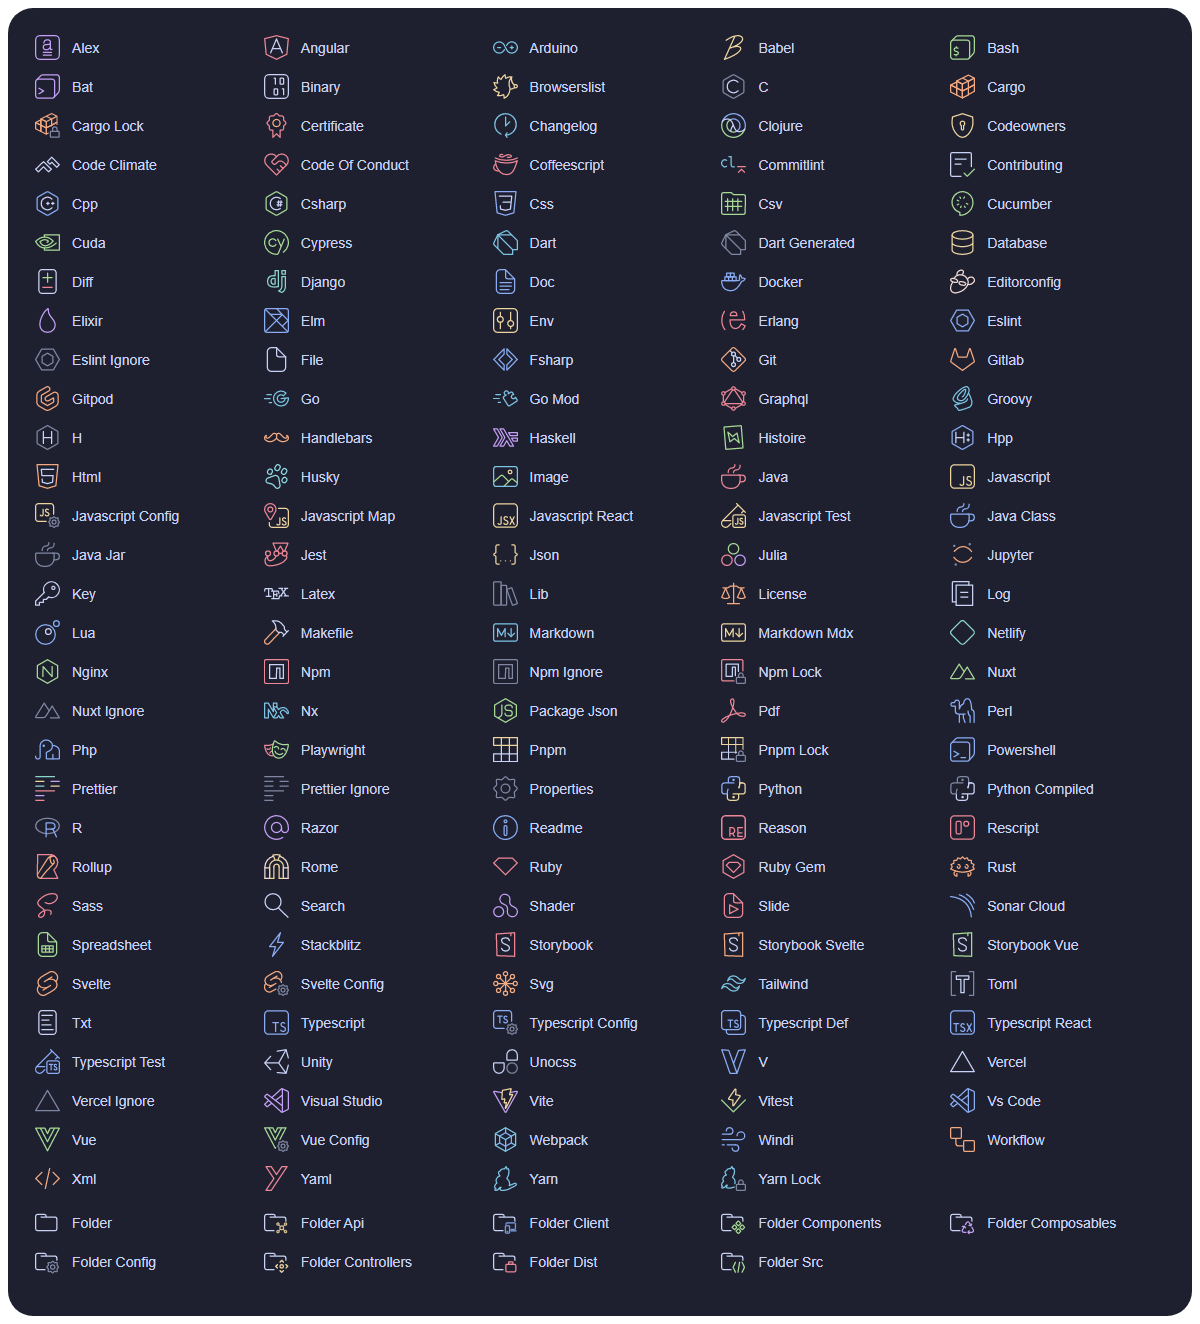 Alex Angular Arduino Babel Bash
Bat Binary Browserslist C Cargo
Cargo Lock Certificate Changelog Clojure Codeowners
Code Climate Code Of Conduct Coffeescript Commitlint Contributing
Cpp Csharp Css Csv Cucumber
Cuda Cypress Dart Dart Generated Database
Diff Django Doc Docker Editorconfig
Elixir Elm Env Erlang Eslint
Eslint Ignore File Fsharp Git Gitlab
Gitpod Go Go Mod Graphql Groovy
H Handlebars Haskell Histoire Hpp
Html Husky Image Java Javascript
Javascript Config Javascript Map Javascript React Javascript Test Java Class
Java Jar Jest Json Julia Jupyter
Key Latex Lib License Log
Lua Makefile Markdown Markdown Mdx Netlify
Nginx Npm Npm Ignore Npm Lock Nuxt
Nuxt Ignore Nx Package Json Pdf Perl
Php Playwright Pnpm Pnpm Lock Powershell
Prettier Prettier Ignore Properties Python Python Compiled
R Razor Readme Reason Rescript
Rollup Rome Ruby Ruby Gem Rust
Sass Search Shader Slide Sonar Cloud
Spreadsheet Stackblitz Storybook Storybook Svelte Storybook Vue
Svelte Svelte Config Svg Tailwind Toml
Txt Typescript Typescript Config Typescript Def Typescript React
Typescript Test Unity Unocss V Vercel
Vercel Ignore Visual Studio Vite Vitest Vs Code
Vue Vue Config Webpack Windi Workflow
Xml Yaml Yarn Yarn Lock
Folder Folder Api Folder Client Folder Components Folder Composables
Folder Config Folder Controllers Folder Dist Folder Src